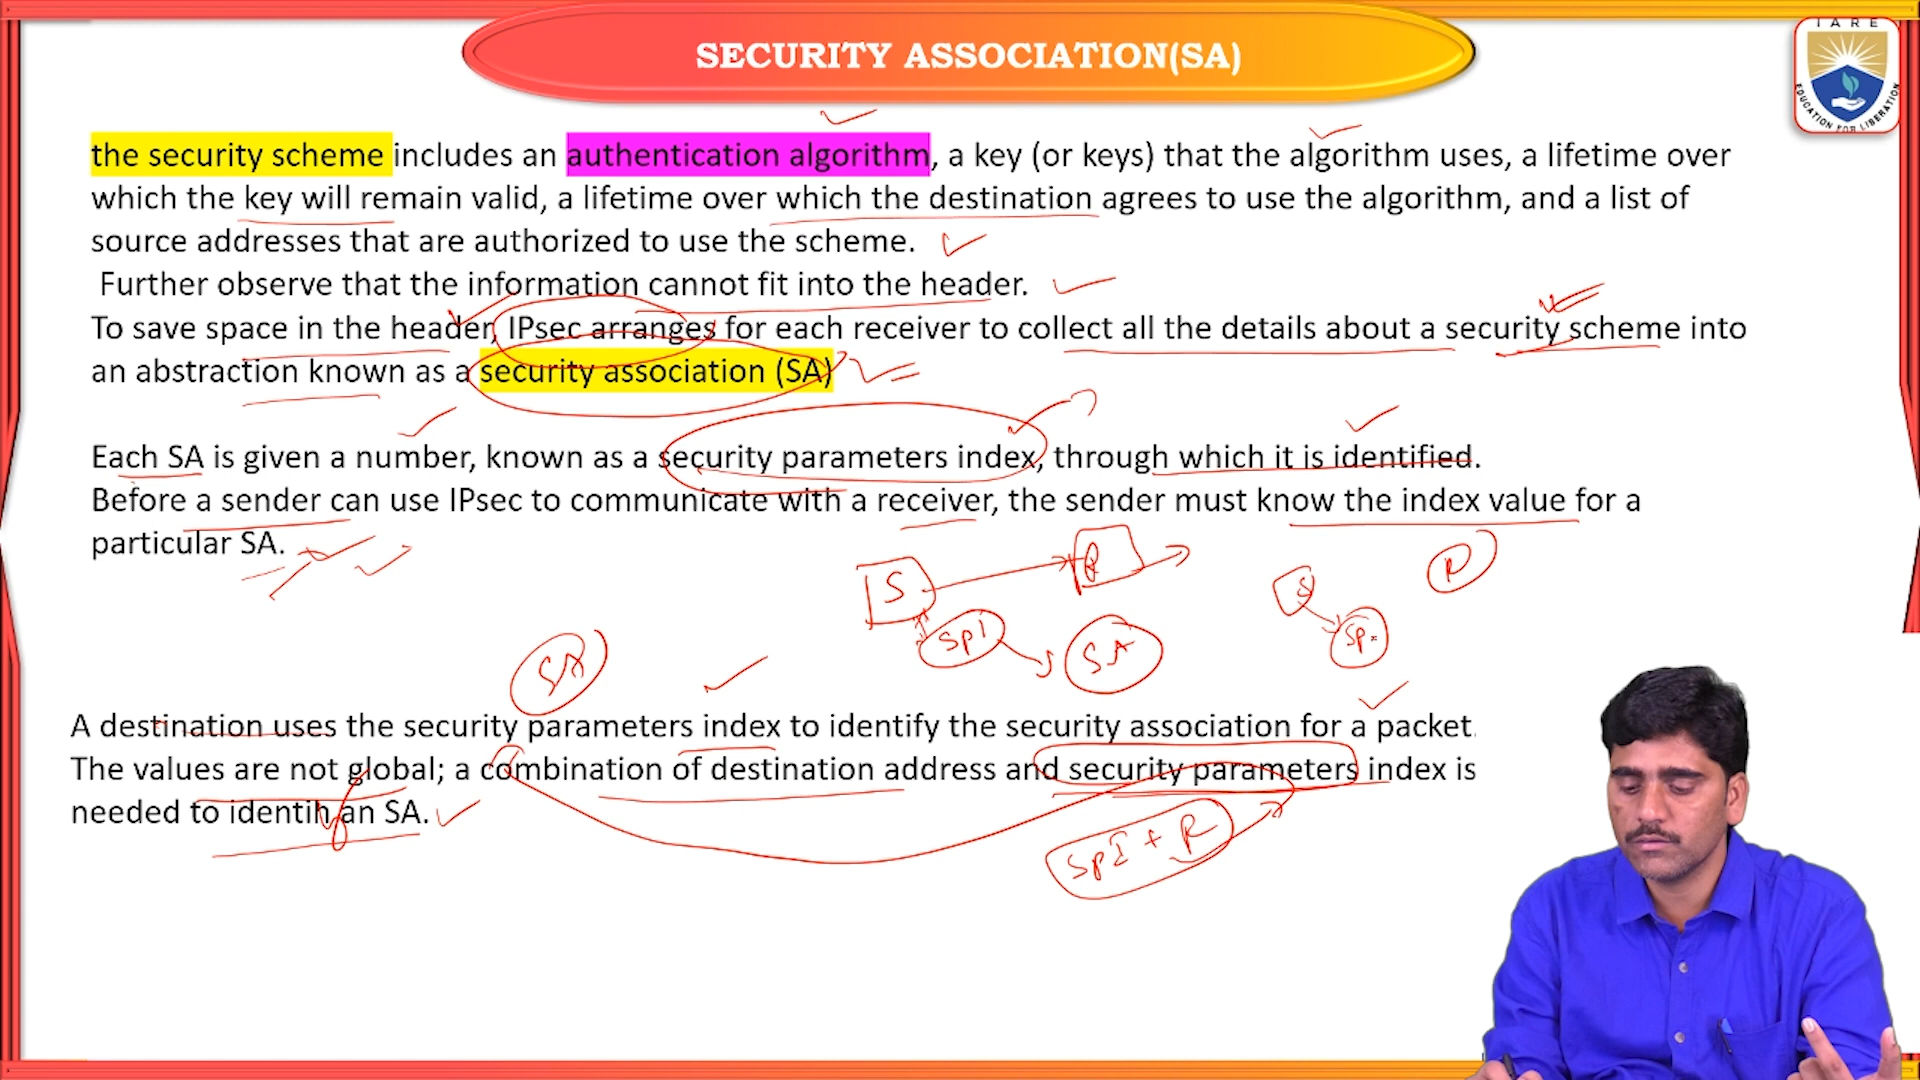 SECURITY ASSOCIATION(SA)
IARE
EDUCATION FOR LIBERATION
the security scheme includes an authentication algorithm, a key (or keys) that the algorithm uses, a lifetime over
which the key will remain valid, a lifetime over which the destination agrees to use the algorithm, and a list of
source addresses that are authorized to use the scheme.
Further observe that the information cannot fit into the header.
To save space in the header, IPsec arranges for each receiver to collect all the details about a security scheme into
an abstraction known as a security association (SA)
Each SA is given a number, known as a security parameters index, through which it is identified.
Before a sender can use IPsec to communicate with a receiver, the sender must know the index value for a
particular SA.
S R
SPI SA
S R
SA
A destination uses the security parameters index to identify the security association for a packet.
The values are not global; a combination of destination address and security parameters index is
needed to identih an SA.
SPI + R